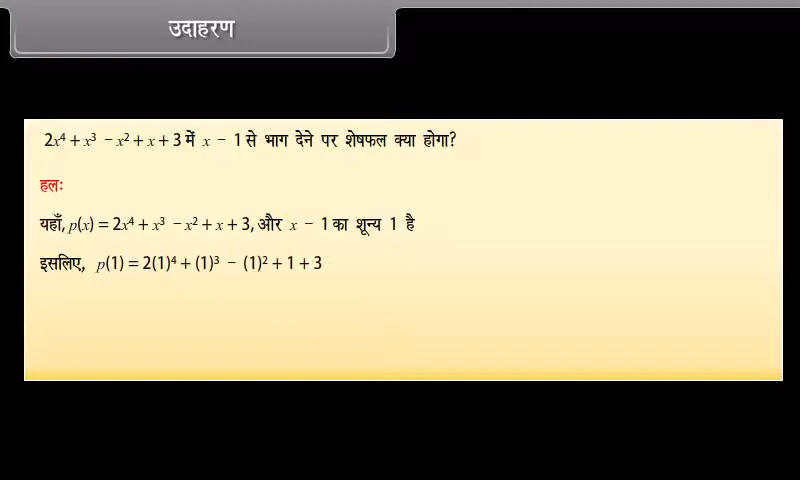 उदाहरण
2x⁴ + x³ − x² + x + 3 में x − 1 से भाग देने पर शेषफल क्या होगा?
हलः
यहाँ, p(x) = 2x⁴ + x³ − x² + x + 3, और x − 1 का शून्य 1 है
इसलिए, p(1) = 2(1)⁴ + (1)³ − (1)² + 1 + 3